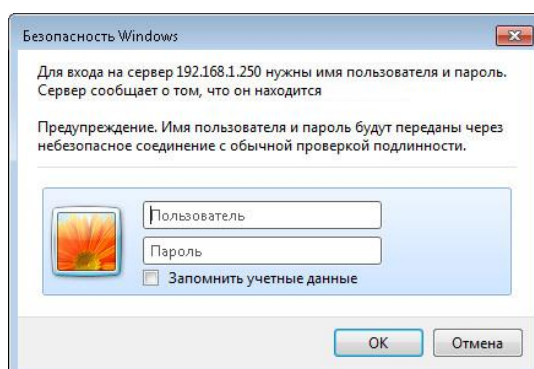 Безопасность Windows
Для входа на сервер 192.168.1.250 нужны имя пользователя и пароль.
Сервер сообщает о том, что он находится
Предупреждение. Имя пользователя и пароль будут переданы через
небезопасное соединение с обычной проверкой подлинности.
Пользователь
Пароль
Запомнить учетные данные
ОК
Отмена